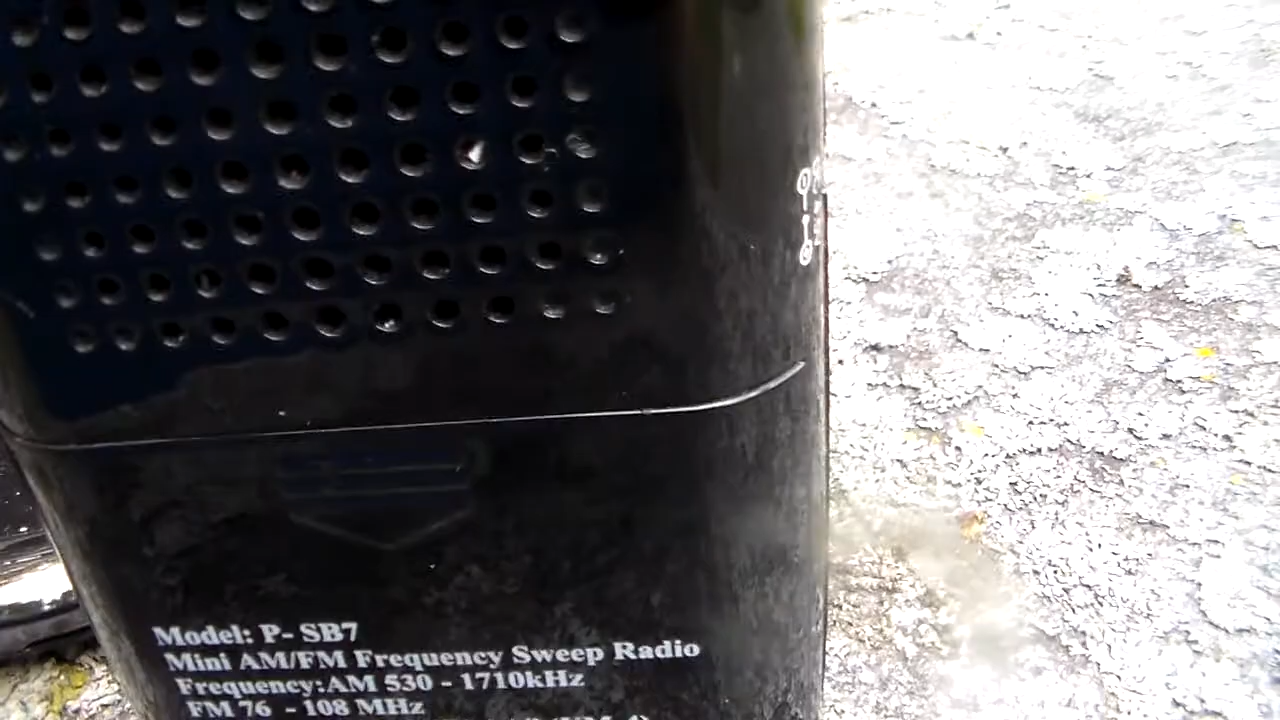 Model: P- SB7
Mini AM/FM Frequency Sweep Radio
Frequency:AM 530 - 1710kHz
FM 76 - 108 MHz